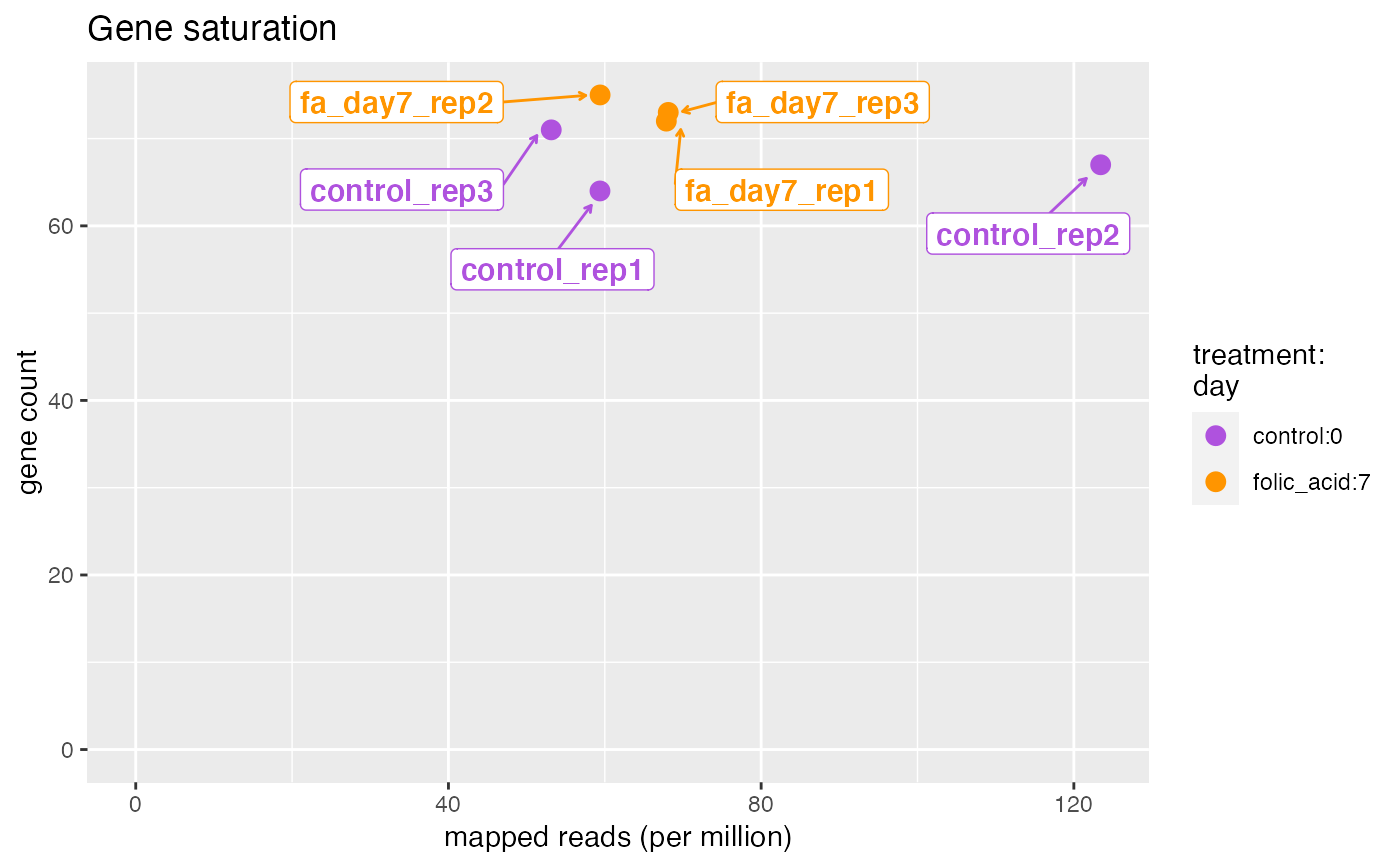 Gene saturation
fa_day7_rep2
fa_day7_rep3
control_rep3
fa_day7_rep1
control_rep2
control_rep1
60
40
20
0
gene count
0 40 80 120
mapped reads (per million)
treatment:
day
control:0
folic_acid:7